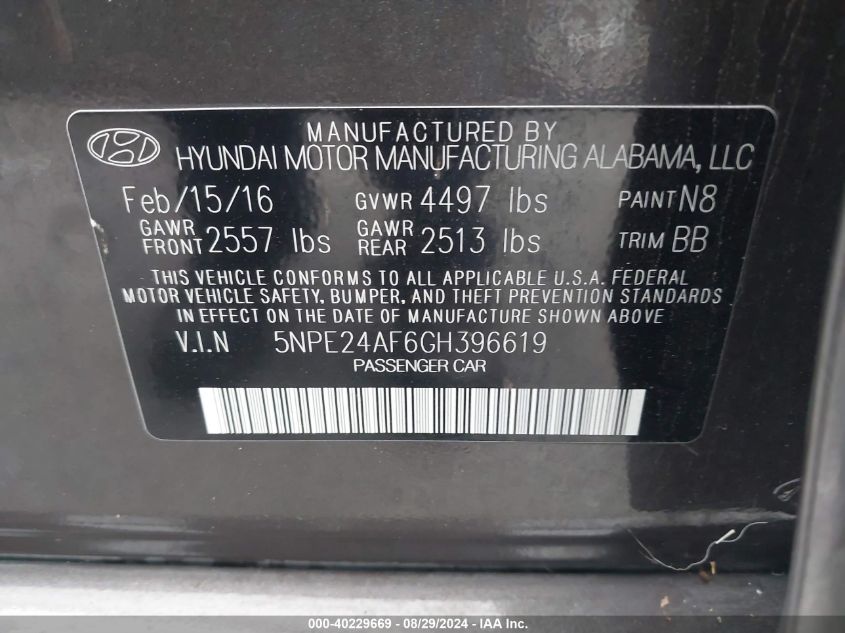 MANUFACTURED BY
HYUNDAI MOTOR MANUFACTURING ALABAMA, LLC
Feb/15/16 GVWR 4497 lbs PAINT N8
GAWR FRONT 2557 lbs GAWR REAR 2513 lbs TRIM BB
THIS VEHICLE CONFORMS TO ALL APPLICABLE U.S.A. FEDERAL
MOTOR VEHICLE SAFETY, BUMPER, AND THEFT PREVENTION STANDARDS
IN EFFECT ON THE DATE OF MANUFACTURE SHOWN ABOVE
V.I.N 5NPE24AF6GH396619
PASSENGER CAR
000-40229669 - 08/29/2024 - IAA Inc.